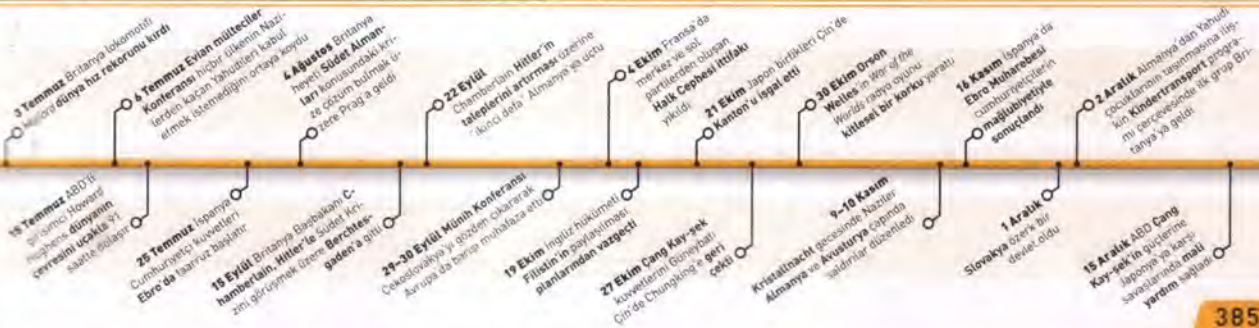 3 Temmuz Britanya lokomotifi
Mallard dünya hız rekorunu kırdı
6 Temmuz Evian mülteciler
Konferansı hiçbir ülkenin Nazi-
lerden kaçan Yahudileri kabul
etmek istemediğini ortaya koydu
4 Ağustos Britanya
heyeti Südet Alman-
ları konusundaki kri-
ze çözüm bulmak ü-
zere Prag'a geldi
22 Eylül
Chamberlain Hitler'in
taleplerini artırması üzerine
ikinci defa Almanya'ya uçtu
4 Ekim Fransa'da
merkez ve sol
partilerden oluşan
Halk Cephesi ittifakı
yıkıldı
21 Ekim Japon birlikleri Çin'de
Kanton'u işgal etti
30 Ekim Orson
Welles'in War of the
Worlds radyo oyunu
kitlesel bir korku yarattı
16 Kasım İspanya'da
Ebro Muharebesi
cumhuriyetçilerin
mağlubiyetiyle
sonuçlandı
2 Aralık Almanya'dan Yahudi
çocuklarının taşınmasına iliş-
kin Kindertransport progra-
mı çerçevesinde ilk grup Bri-
tanya'ya geldi
15 Temmuz ABD'li
girişimci Howard
Hughens dünyanın
çevresini uçakla 91
saatte dolaşır
25 Temmuz İspanya
Cumhuriyetçi kuvvetleri
Ebro'da taarruz başlatır
15 Eylül Britanya Başbakanı C-
hamberlain, Hitler'le Südet Kri-
zini görüşmek üzere Berchtes-
gaden'a gitti
29-30 Eylül Münih Konferansı
Çekoslovakya'yı gözden çıkararak
Avrupa'da barışı muhafaza etti
19 Ekim İngiliz hükümeti
Filistin'in paylaşılması
planlarından vazgeçti
27 Ekim Çang Kay-şek
kuvvetlerini Güneybatı
Çin'de Chungking'e geri
çekti
9-10 Kasım
Kristallnacht gecesinde Naziler
Almanya ve Avusturya çapında
saldırılar düzenledi
1 Aralık
Slovakya özerk bir
devlet oldu
15 Aralık ABD Çang
Kay-şek'in güçlerine
Japonya'ya karşı
savaşlarında mali
yardım sağladı
385